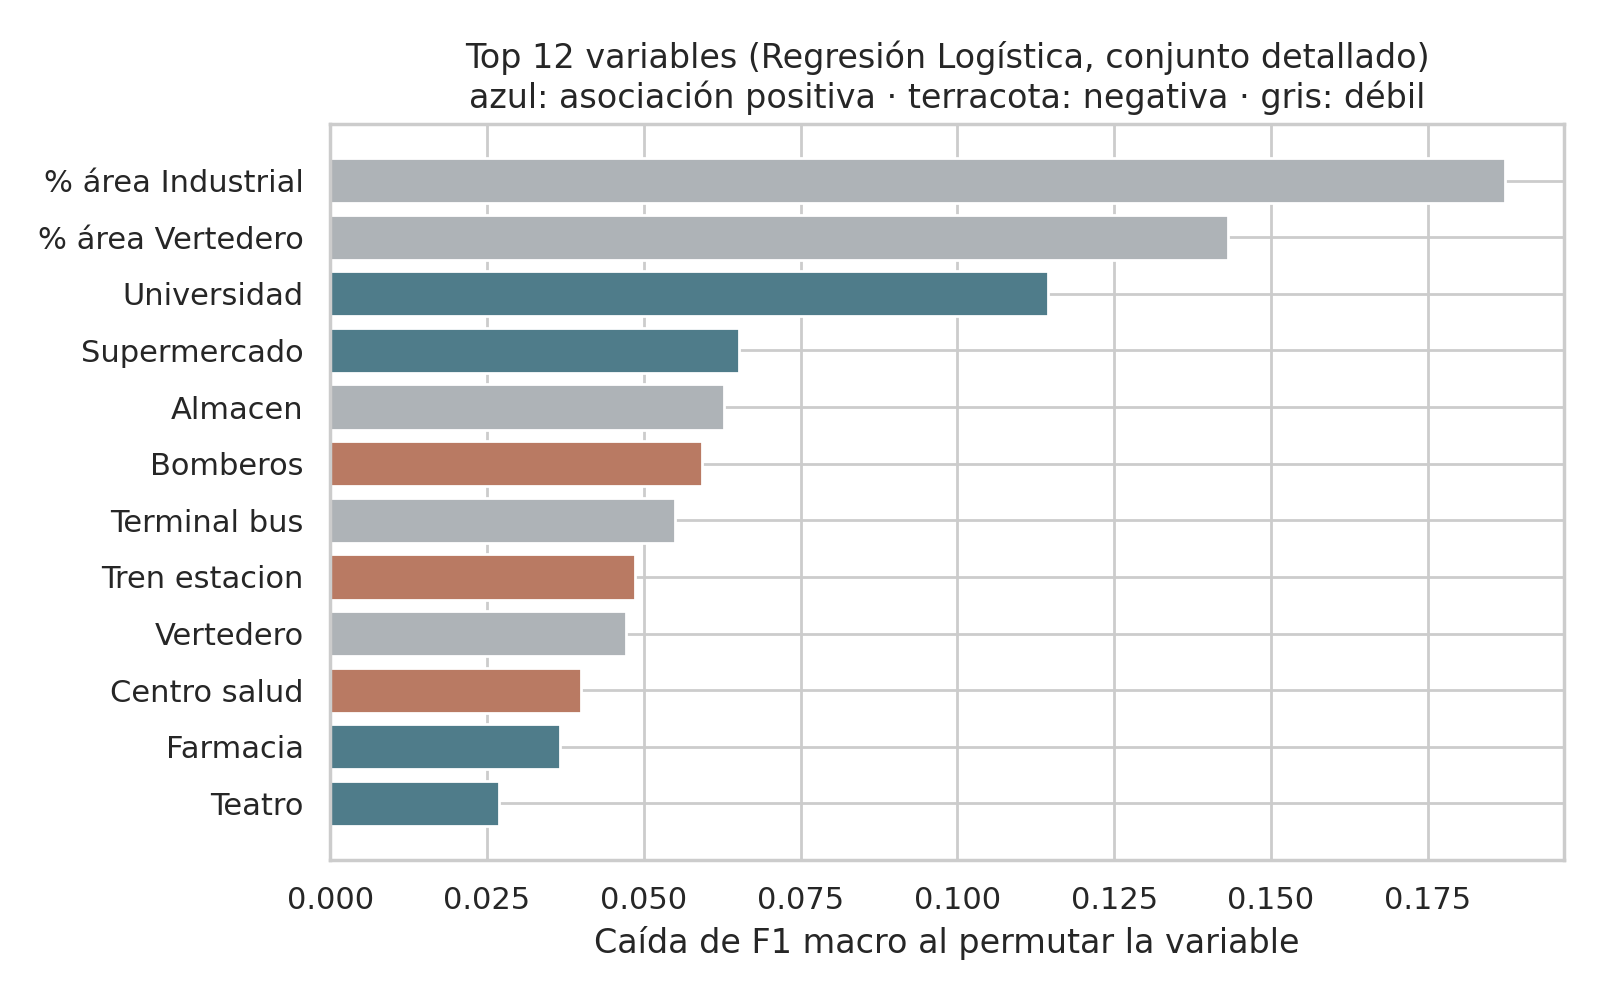 Top 12 variables (Regresión Logística, conjunto detallado)
azul: asociación positiva · terracota: negativa · gris: débil
% área Industrial
% área Vertedero
Universidad
Supermercado
Almacen
Bomberos
Terminal bus
Tren estacion
Vertedero
Centro salud
Farmacia
Teatro
0.000 0.025 0.050 0.075 0.100 0.125 0.150 0.175
Caída de F1 macro al permutar la variable